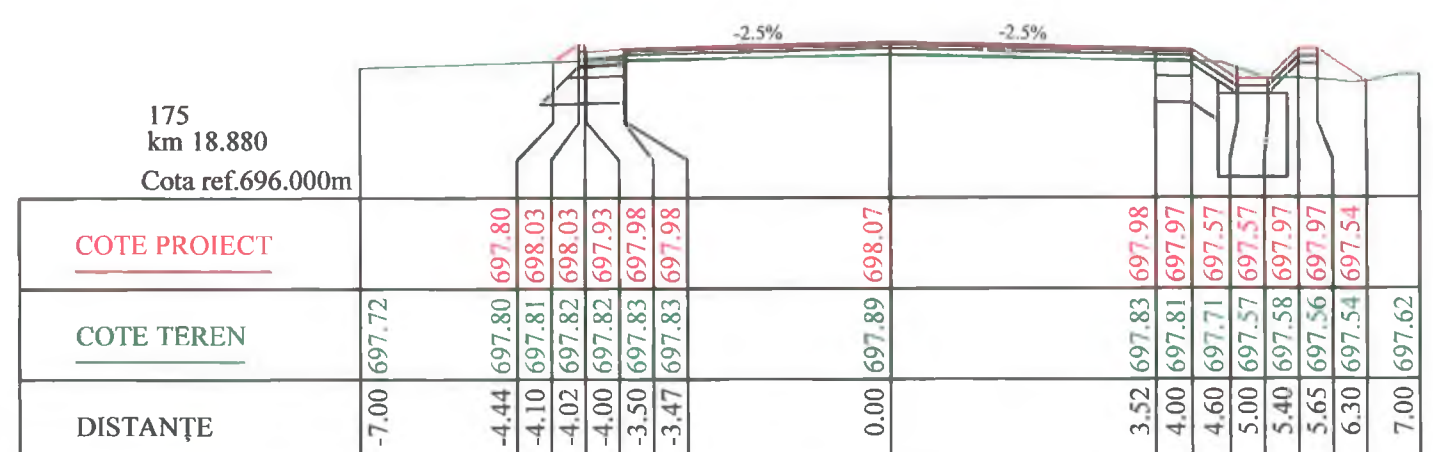 -2.5% -2.5%
175
km 18.880
Cota ref.696.000m
COTE PROIECT 697.80 698.03 698.03 697.93 697.98 697.98 698.07 697.98 697.97 697.57 697.57 697.97 697.97 697.54
COTE TEREN 697.72 697.80 697.81 697.82 697.82 697.83 697.83 697.89 697.83 697.81 697.71 697.57 697.58 697.56 697.54 697.62
DISTANȚE -7.00 -4.44 -4.10 -4.02 -4.00 -3.50 -3.47 0.00 3.52 4.00 4.60 5.00 5.40 5.65 6.30 7.00